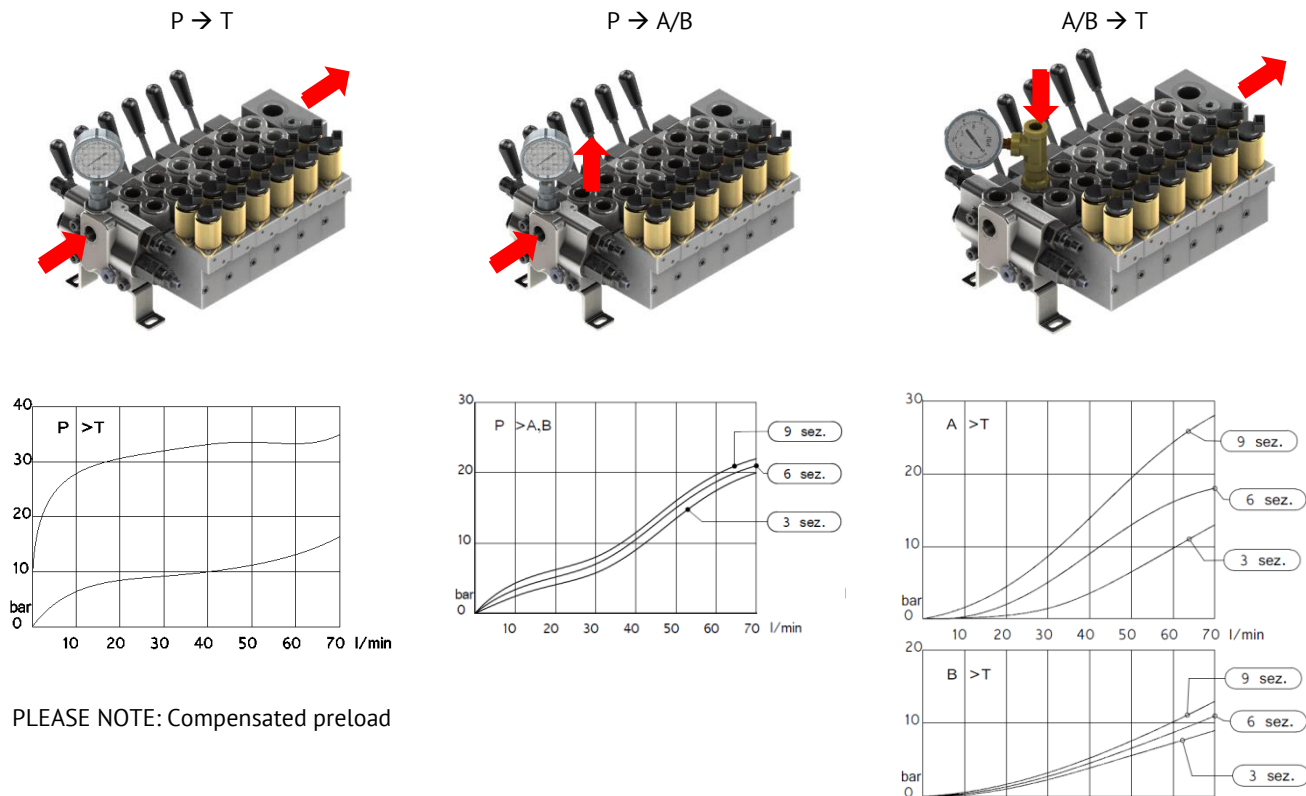 P → T
P → A/B
A/B → T
40
P >T
30
20
10
bar
0
10 20 30 40 50 60 70 l/min
30
P >A,B
9 sez.
20
6 sez.
3 sez.
10
bar
0
10 20 30 40 50 60 70 l/min
30
A >T
9 sez.
20
6 sez.
10
3 sez.
bar
0
10 20 30 40 50 60 70 l/min
20
B >T
9 sez.
10
6 sez.
3 sez.
bar
0
PLEASE NOTE: Compensated preload